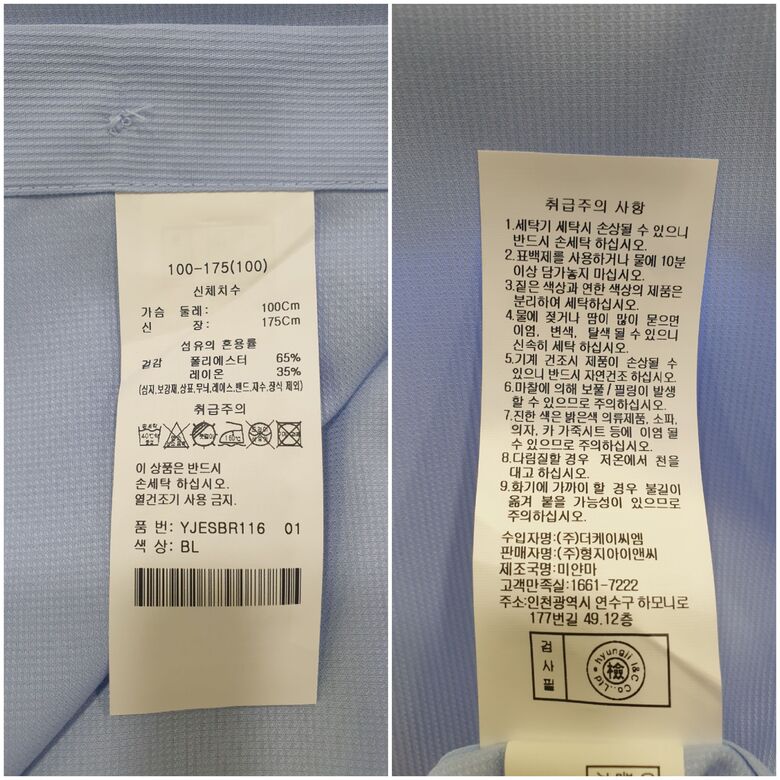 100-175(100)
신체치수
가슴 둘레: 100Cm
신 장: 175Cm
섬유의 혼용률
겉감 폴리에스터 65%
레이온 35%
(심지,보강재,상표,무늬,레이스,밴드,자수,장식 제외)
취급주의
약 40℃
중성
이 상품은 반드시
손세탁 하십시오.
열건조기 사용 금지.
품 번: YJESBR116 01
색 상: BL
취급주의 사항
1.세탁기 세탁시 손상될 수 있으니
반드시 손세탁 하십시오.
2.표백제를 사용하거나 물에 10분
이상 담가놓지 마십시오.
3.짙은 색상과 연한 색상의 제품은
분리하여 세탁하십시오.
4.물에 젖거나 땀이 많이 묻으면
이염, 변색, 탈색 될 수 있으니
신속히 세탁 하십시오.
5.기계 건조시 제품이 손상될 수
있으니 반드시 자연건조 하십시오.
6.마찰에 의해 보풀/필링이 발생
할 수 있으므로 주의하십시오.
7.진한 색은 밝은색 의류제품, 소파,
의자, 카 가죽시트 등에 이염 될
수 있으므로 주의하십시오.
8.다림질할 경우 저온에서 천을
대고 하십시오.
9.화기에 가까이 할 경우 불길이
옮겨 붙을 가능성이 있으므로
주의하십시오.
수입자명:(주)더케이씨엠
판매자명:(주)형지아이앤씨
제조국명:미얀마
고객만족실:1661-7222
주소:인천광역시 연수구 하모니로
177번길 49.12층
검사필
hyungji I&C Co.,Ltd
檢